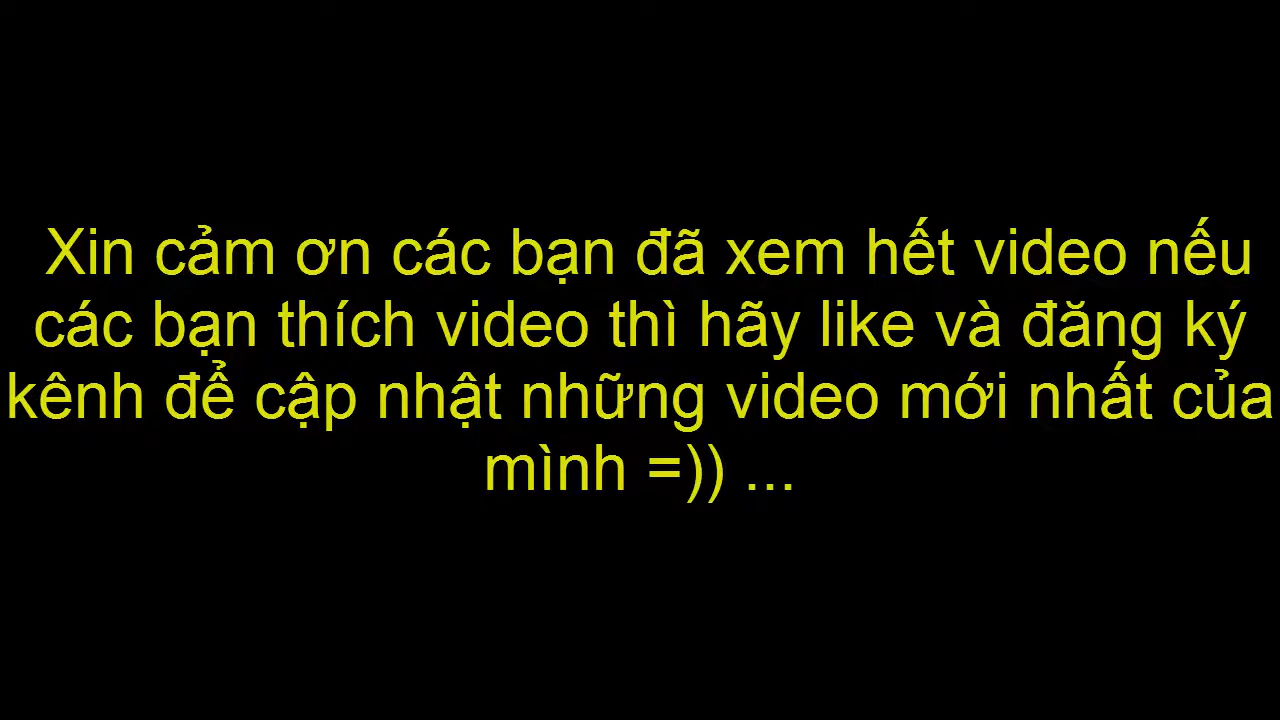 Xin cảm ơn các bạn đã xem hết video nếu
các bạn thích video thì hãy like và đăng ký
kênh để cập nhật những video mới nhất của
mình =)) ...